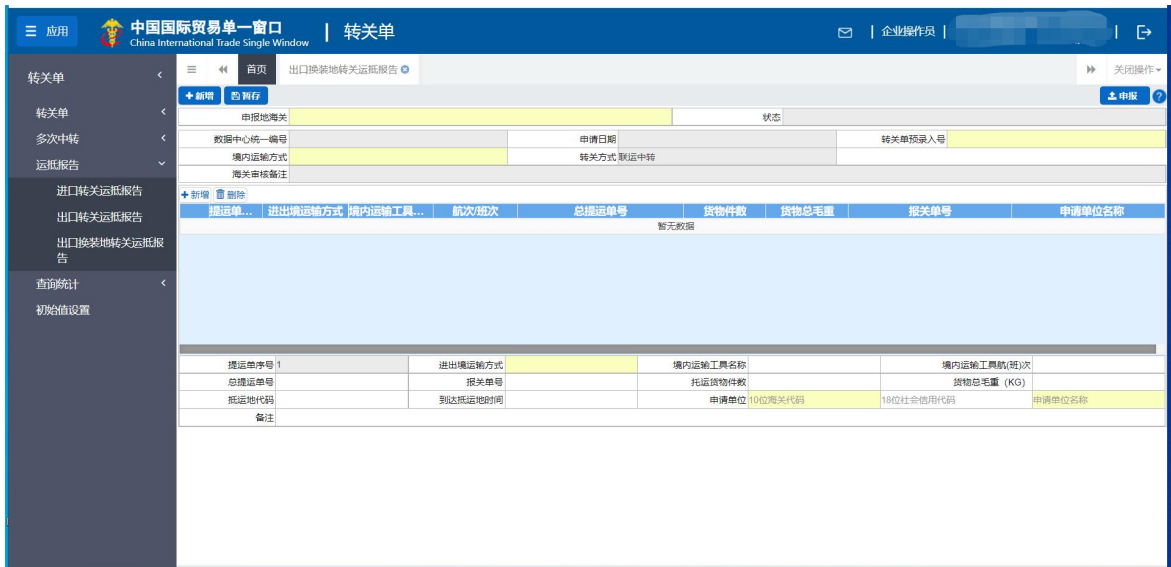 应用
中国国际贸易单一窗口 | 转关单
China International Trade Single Window
企业操作员
转关单
转关单
多次中转
运抵报告
进口转关运抵报告
出口转关运抵报告
出口换装地转关运抵报
告
查询统计
初始值设置
首页 出口换装地转关运抵报告 关闭操作
新增 暂存 申报
申报地海关 状态
数据中心统一编号 申请日期 转关单预录入号
境内运输方式 转关方式 联运中转
海关审核备注
新增 删除
提运单... 进出境运输方式 境内运输工具... 航次/班次 总提运单号 货物件数 货物总毛重 报关单号 申请单位名称
暂无数据
提运单序号 1 进出境运输方式 境内运输工具名称 境内运输工具航(班)次
总提运单号 报关单号 托运货物件数 货物总毛重 (KG)
抵运地代码 到达抵运地时间 申请单位 10位海关代码 18位社会信用代码 申请单位名称
备注